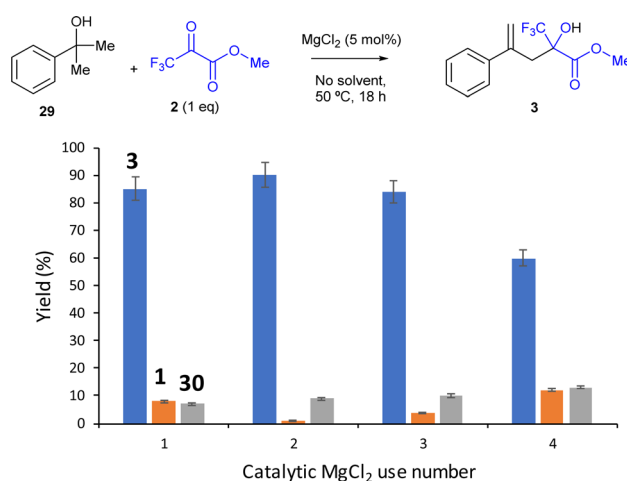 OH
Me
Me
29
+
O
F₃C
O
O
Me
2 (1 eq)
MgCl₂ (5 mol%)
No solvent,
50 ºC, 18 h
F₃C OH
O
Me
O
3
100
90
80
70
60
50
40
30
20
10
0
Yield (%)
3
1
30
1 2 3 4
Catalytic MgCl₂ use number